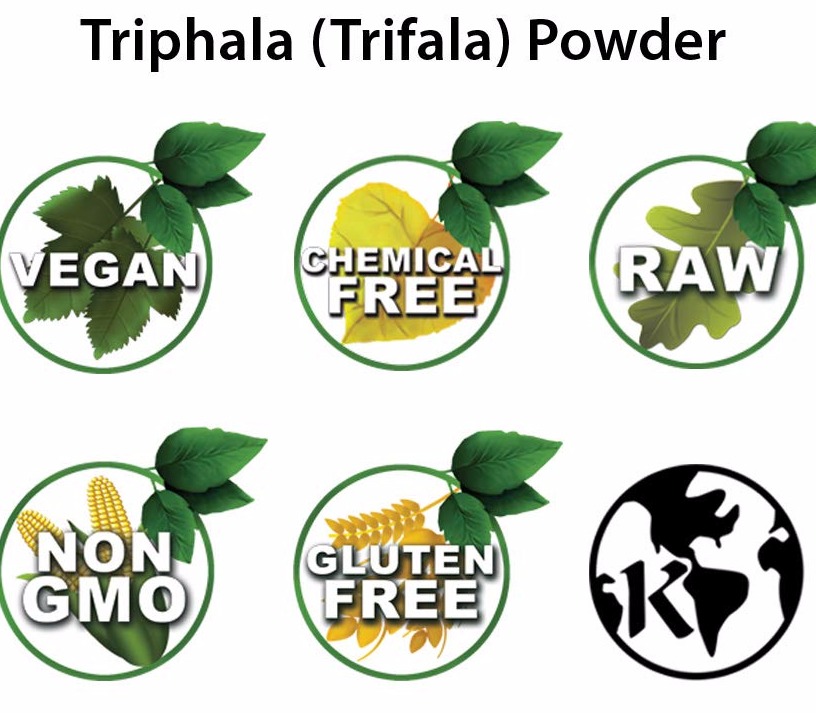 Triphala (Trifala) Powder
VEGAN
CHEMICAL
FREE
RAW
NON
GMO
GLUTEN
FREE
K